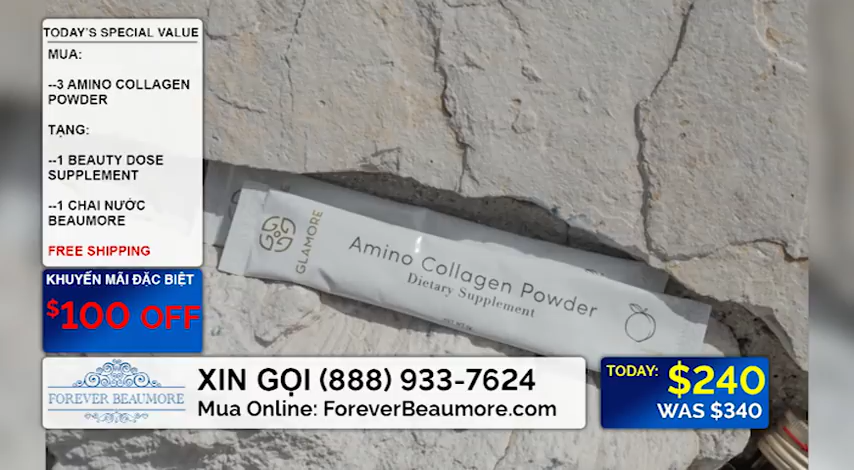 TODAY'S SPECIAL VALUE
MUA:
--3 AMINO COLLAGEN
POWDER
TẶNG:
--1 BEAUTY DOSE
SUPPLEMENT
--1 CHAI NƯỚC
BEAUMORE
FREE SHIPPING
KHUYẾN MÃI ĐẶC BIỆT
$100 OFF
GLAMORE
Amino Collagen Powder
Dietary Supplement
FOREVER BEAUMORE
XIN GỌI (888) 933-7624
Mua Online: ForeverBeaumore.com
TODAY: $240
WAS $340